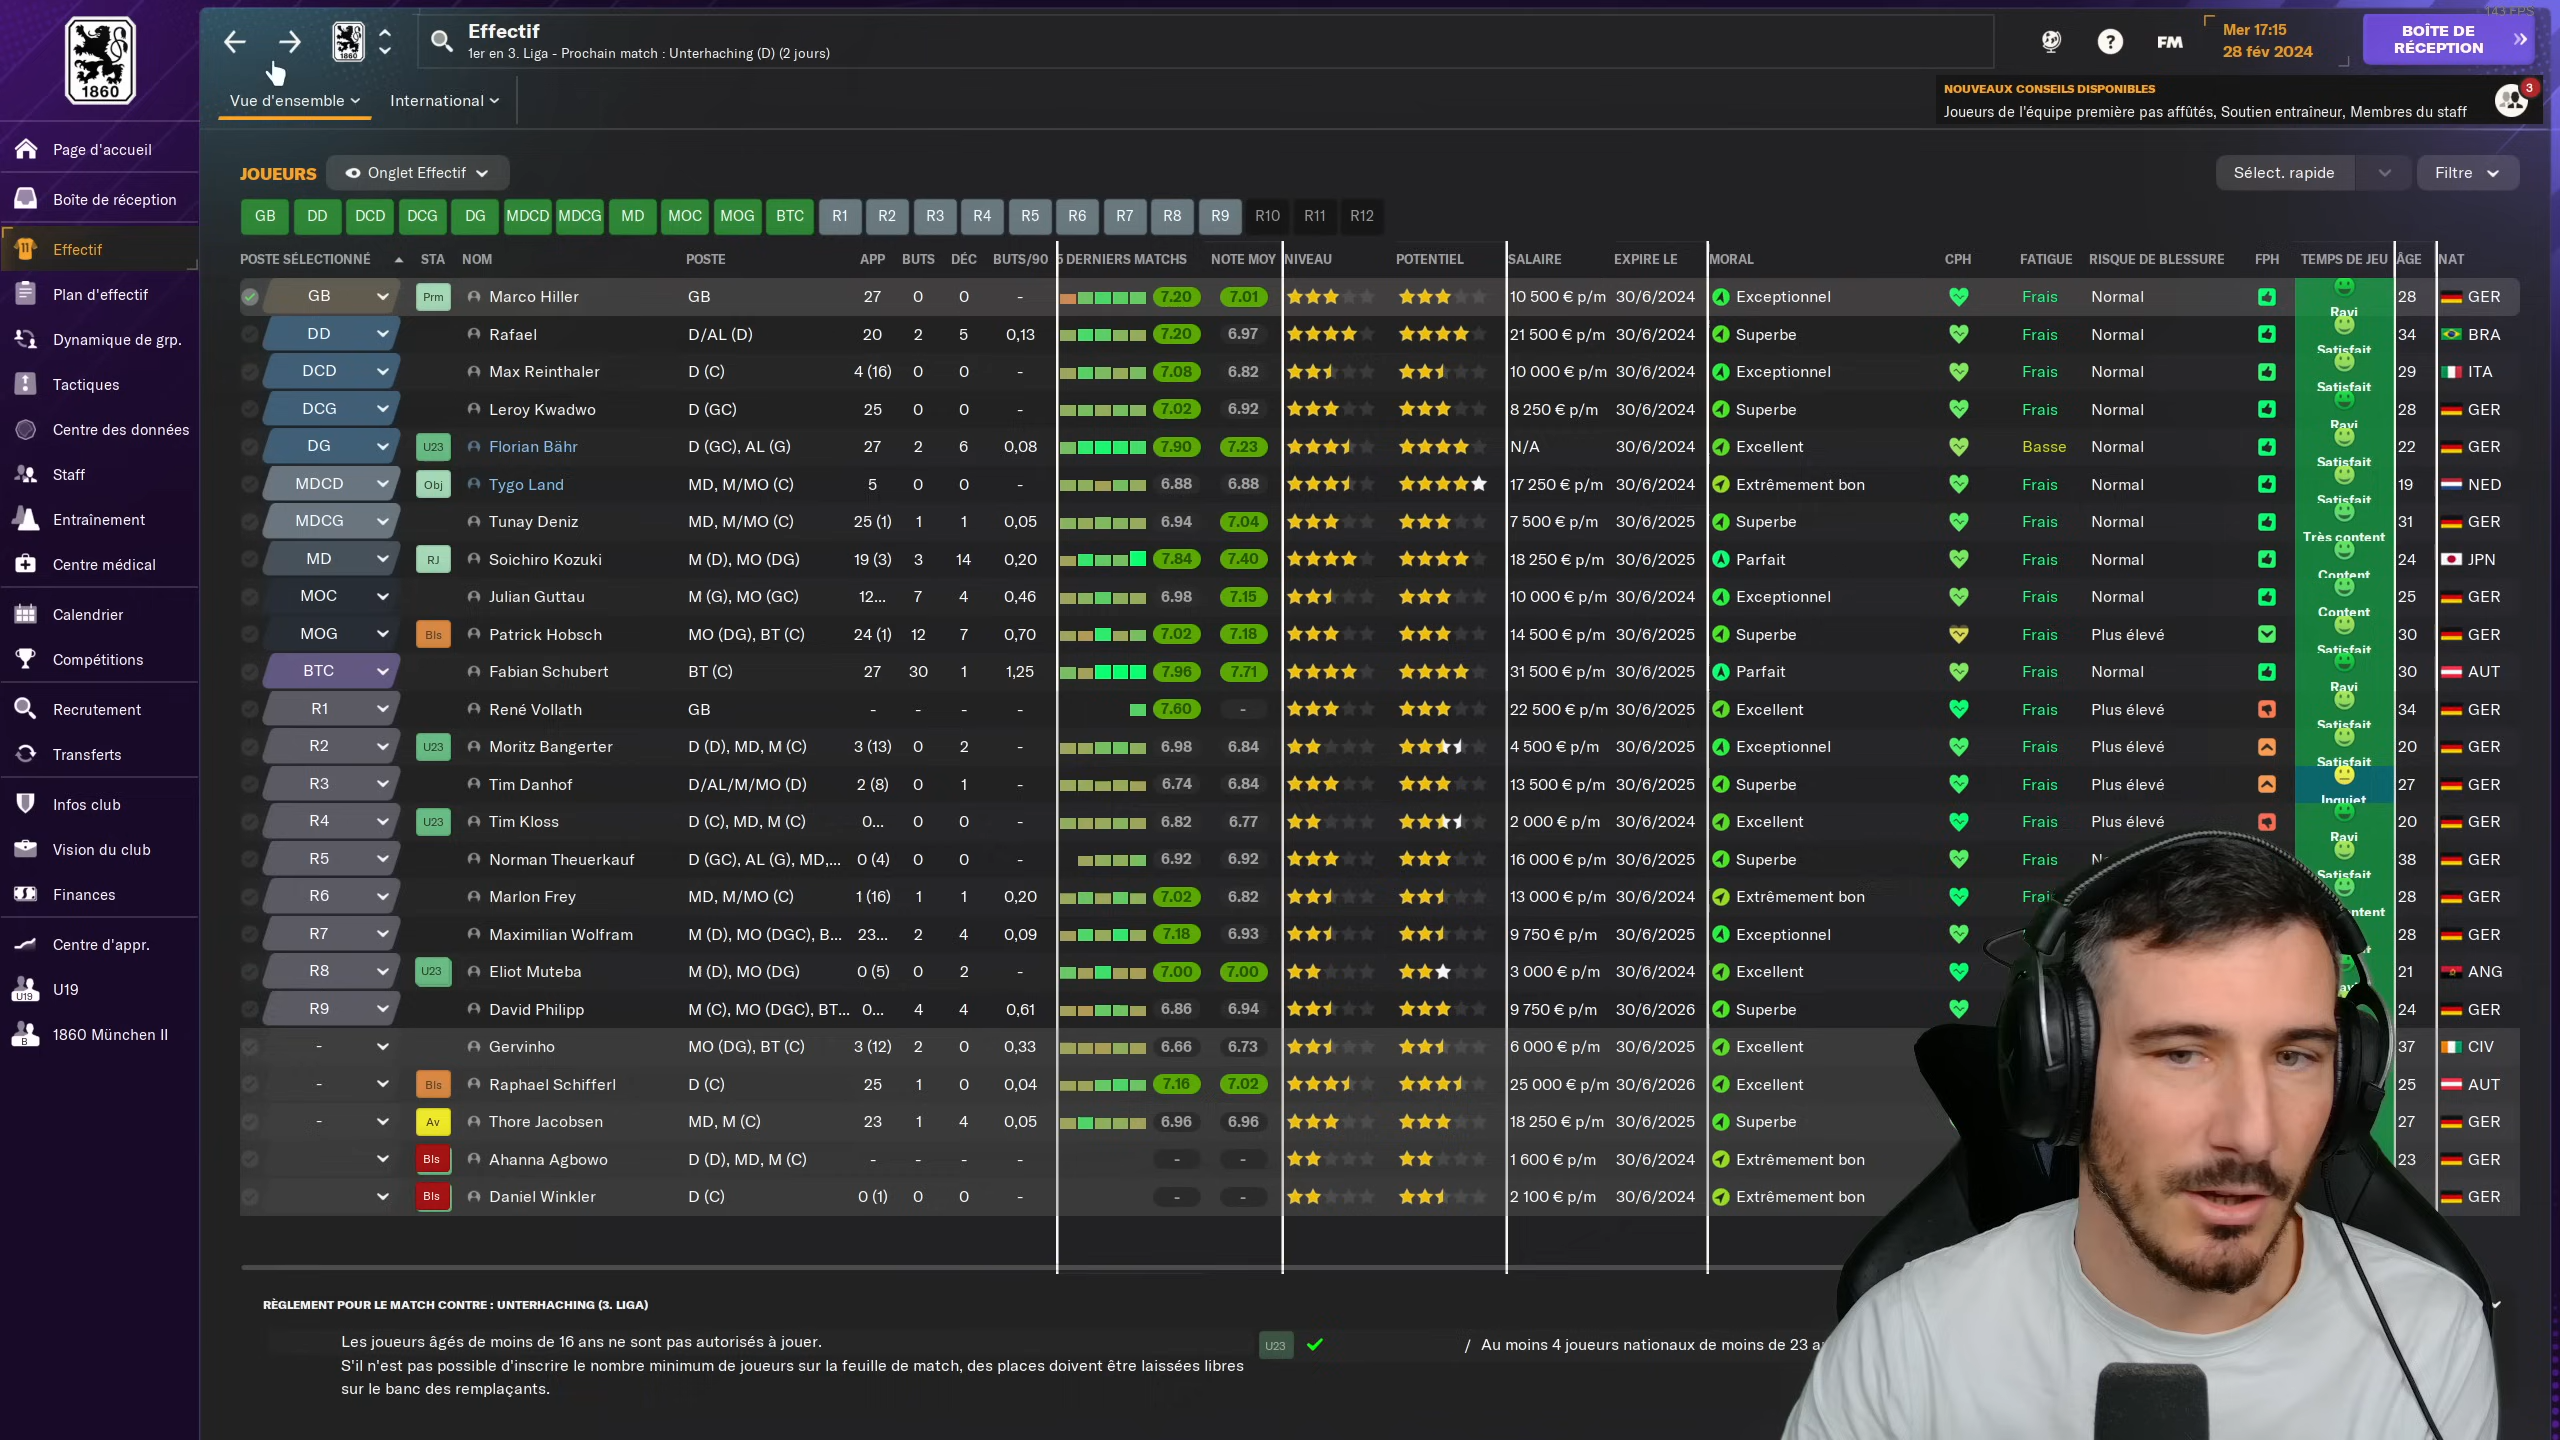 143 FPS
Effectif
1er en 3. Liga - Prochain match : Unterhaching (D) (2 jours)
Mer 17:15
28 fév 2024
BOÎTE DE RÉCEPTION
FM
1860
Vue d'ensemble
International
NOUVEAUX CONSEILS DISPONIBLES
Joueurs de l'équipe première pas affûtés, Soutien entraîneur, Membres du staff
3
Page d'accueil
Boîte de réception
Effectif
Plan d'effectif
Dynamique de grp.
Tactiques
Centre des données
Staff
Entraînement
Centre médical
Calendrier
Compétitions
Recrutement
Transferts
Infos club
Vision du club
Finances
Centre d'appr.
U19
1860 München II
JOUEURS
Onglet Effectif
Sélect. rapide
Filtre
GB DD DCD DCG DG MDCD MDCG MD MOC MOG BTC R1 R2 R3 R4 R5 R6 R7 R8 R9 R10 R11 R12
POSTE SÉLECTIONNÉ STA NOM POSTE APP BUTS DÉC BUTS/90 5 DERNIERS MATCHS NOTE MOY NIVEAU POTENTIEL SALAIRE EXPIRE LE MORAL CPH FATIGUE RISQUE DE BLESSURE FPH TEMPS DE JEU ÂGE NAT
GB Prm Marco Hiller GB 27 0 0 - 7.20 7.01 10 500 € p/m 30/6/2024 Exceptionnel Frais Normal Ravi 28 GER
DD Rafael D/AL (D) 20 2 5 0,13 7.20 6.97 21 500 € p/m 30/6/2024 Superbe Frais Normal Satisfait 34 BRA
DCD Max Reinthaler D (C) 4 (16) 0 0 - 7.08 6.82 10 000 € p/m 30/6/2024 Exceptionnel Frais Normal Satisfait 29 ITA
DCG Leroy Kwadwo D (GC) 25 0 0 - 7.02 6.92 8 250 € p/m 30/6/2024 Superbe Frais Normal Ravi 28 GER
DG U23 Florian Bähr D (GC), AL (G) 27 2 6 0,08 7.90 7.23 N/A 30/6/2024 Excellent Basse Normal Satisfait 22 GER
MDCD Obj Tygo Land MD, M/MO (C) 5 0 0 - 6.88 6.88 17 250 € p/m 30/6/2024 Extrêmement bon Frais Normal Satisfait 19 NED
MDCG Tunay Deniz MD, M/MO (C) 25 (1) 1 1 0,05 6.94 7.04 7 500 € p/m 30/6/2025 Superbe Frais Normal Très content 31 GER
MD RJ Soichiro Kozuki M (D), MO (DG) 19 (3) 3 14 0,20 7.84 7.40 18 250 € p/m 30/6/2025 Parfait Frais Normal Content 24 JPN
MOC Julian Guttau M (G), MO (GC) 12... 7 4 0,46 6.98 7.15 10 000 € p/m 30/6/2024 Exceptionnel Frais Normal Content 25 GER
MOG Bls Patrick Hobsch MO (DG), BT (C) 24 (1) 12 7 0,70 7.02 7.18 14 500 € p/m 30/6/2025 Superbe Frais Plus élevé Satisfait 30 GER
BTC Fabian Schubert BT (C) 27 30 1 1,25 7.96 7.71 31 500 € p/m 30/6/2025 Parfait Frais Normal Ravi 30 AUT
R1 René Vollath GB - - - - 7.60 - 22 500 € p/m 30/6/2025 Excellent Frais Plus élevé Satisfait 34 GER
R2 U23 Moritz Bangerter D (D), MD, M (C) 3 (13) 0 2 - 6.98 6.84 4 500 € p/m 30/6/2025 Exceptionnel Frais Plus élevé Satisfait 20 GER
R3 Tim Danhof D/AL/M/MO (D) 2 (8) 0 1 - 6.74 6.84 13 500 € p/m 30/6/2025 Superbe Frais Plus élevé Inquiet 27 GER
R4 U23 Tim Kloss D (C), MD, M (C) 0... 0 0 - 6.82 6.77 2 000 € p/m 30/6/2024 Excellent Frais Plus élevé Ravi 20 GER
R5 Norman Theuerkauf D (GC), AL (G), MD,... 0 (4) 0 0 - 6.92 6.92 16 000 € p/m 30/6/2025 Superbe Frais Satisfait 38 GER
R6 Marlon Frey MD, M/MO (C) 1 (16) 1 1 0,20 7.02 6.82 13 000 € p/m 30/6/2024 Extrêmement bon Frai 28 GER
R7 Maximilian Wolfram M (D), MO (DGC), B... 23... 2 4 0,09 7.18 6.93 9 750 € p/m 30/6/2025 Exceptionnel 28 GER
R8 U23 Eliot Muteba M (D), MO (DG) 0 (5) 0 2 - 7.00 7.00 3 000 € p/m 30/6/2024 Excellent 21 ANG
R9 David Philipp M (C), MO (DGC), BT... 0... 4 4 0,61 6.86 6.94 9 750 € p/m 30/6/2026 Superbe 24 GER
- Gervinho MO (DG), BT (C) 3 (12) 2 0 0,33 6.66 6.73 6 000 € p/m 30/6/2025 Excellent 37 CIV
- Bls Raphael Schifferl D (C) 25 1 0 0,04 7.16 7.02 25 000 € p/m 30/6/2026 Excellent 25 AUT
- Av Thore Jacobsen MD, M (C) 23 1 4 0,05 6.96 6.96 18 250 € p/m 30/6/2025 Superbe 27 GER
Bls Ahanna Agbowo D (D), MD, M (C) - - - - - - 1 600 € p/m 30/6/2024 Extrêmement bon 23 GER
Bls Daniel Winkler D (C) 0 (1) 0 0 - - - 2 100 € p/m 30/6/2024 Extrêmement bon GER
RÈGLEMENT POUR LE MATCH CONTRE : UNTERHACHING (3. LIGA)
Les joueurs âgés de moins de 16 ans ne sont pas autorisés à jouer.
U23 / Au moins 4 joueurs nationaux de moins de 23
S'il n'est pas possible d'inscrire le nombre minimum de joueurs sur la feuille de match, des places doivent être laissées libres
sur le banc des remplaçants.